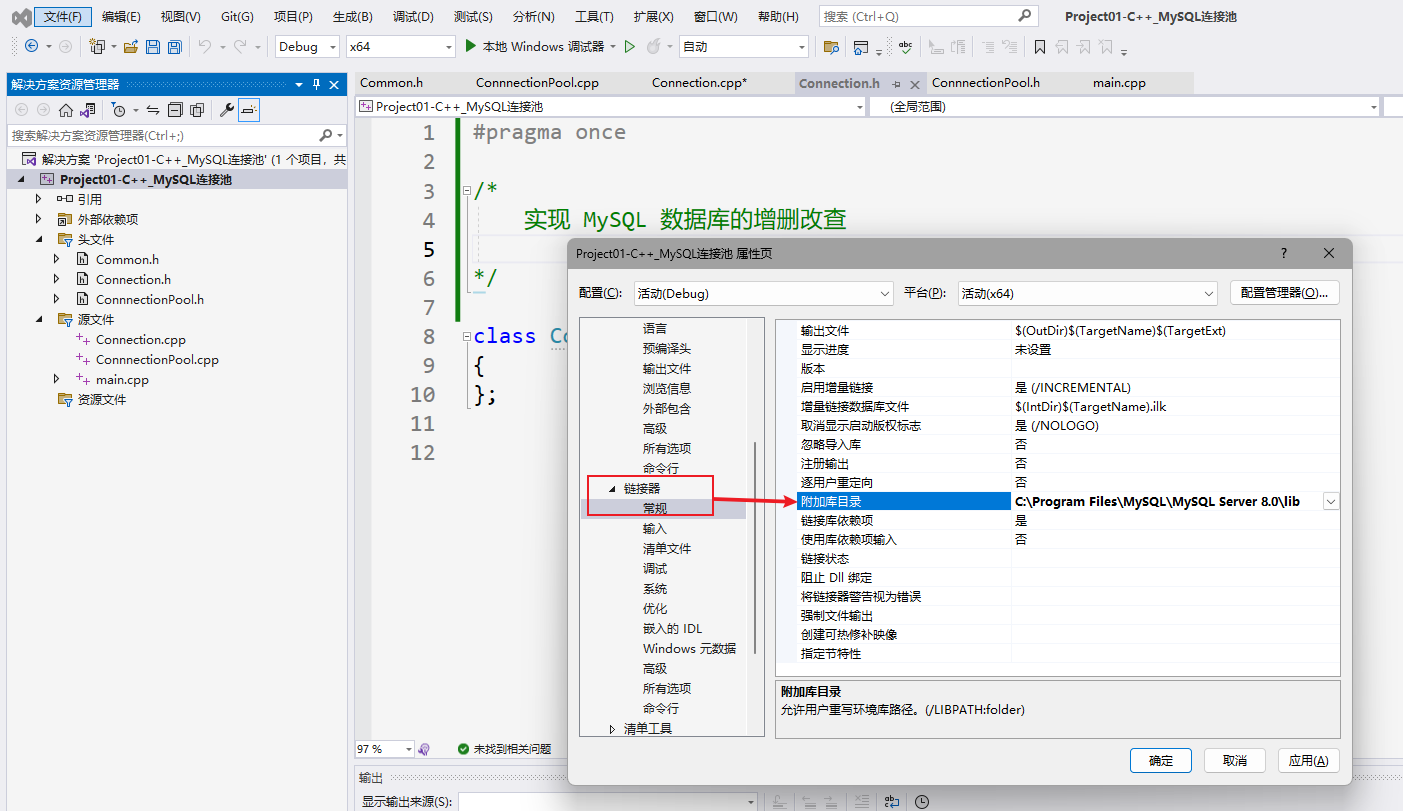 文件(F) 编辑(E) 视图(V) Git(G) 项目(P) 生成(B) 调试(D) 测试(S) 分析(N) 工具(T) 扩展(X) 窗口(W) 帮助(H) 搜索 (Ctrl+Q) Project01-C++_MySQL连接池
Debug x64 本地 Windows 调试器 自动
解决方案资源管理器
搜索解决方案资源管理器(Ctrl+;)
解决方案 'Project01-C++_MySQL连接池' (1 个项目, 共
Project01-C++_MySQL连接池
引用
外部依赖项
头文件
Common.h
Connection.h
ConnnectionPool.h
源文件
Connection.cpp
ConnnectionPool.cpp
main.cpp
资源文件
Common.h ConnnectionPool.cpp Connection.cpp* Connection.h ConnnectionPool.h main.cpp
Project01-C++_MySQL连接池 (全局范围)
1 #pragma once
2
3 /*
4 实现 MySQL 数据库的增删改查
5
6 */
7
8 class Co
9 {
10 };
11
12
97 % 未找到相关问题
输出
显示输出来源(S):
Project01-C++_MySQL连接池 属性页 ?
配置(C): 活动(Debug) 平台(P): 活动(x64) 配置管理器(O)...
语言
预编译头
输出文件
浏览信息
外部包含
高级
所有选项
命令行
链接器
常规
输入
清单文件
调试
系统
优化
嵌入的 IDL
Windows 元数据
高级
所有选项
命令行
清单工具
输出文件 $(OutDir)$(TargetName)$(TargetExt)
显示进度 未设置
版本
启用增量链接 是 (/INCREMENTAL)
增量链接数据库文件 $(IntDir)$(TargetName).ilk
取消显示启动版权标志 是 (/NOLOGO)
忽略导入库 否
注册输出 否
逐用户重定向 否
附加库目录 C:\Program Files\MySQL\MySQL Server 8.0\lib
链接库依赖项 是
使用库依赖项输入 否
链接状态
阻止 Dll 绑定
将链接器警告视为错误
强制文件输出
创建可热修补映像
指定节特性
附加库目录
允许用户重写环境库路径。(/LIBPATH:folder)
确定 取消 应用(A)